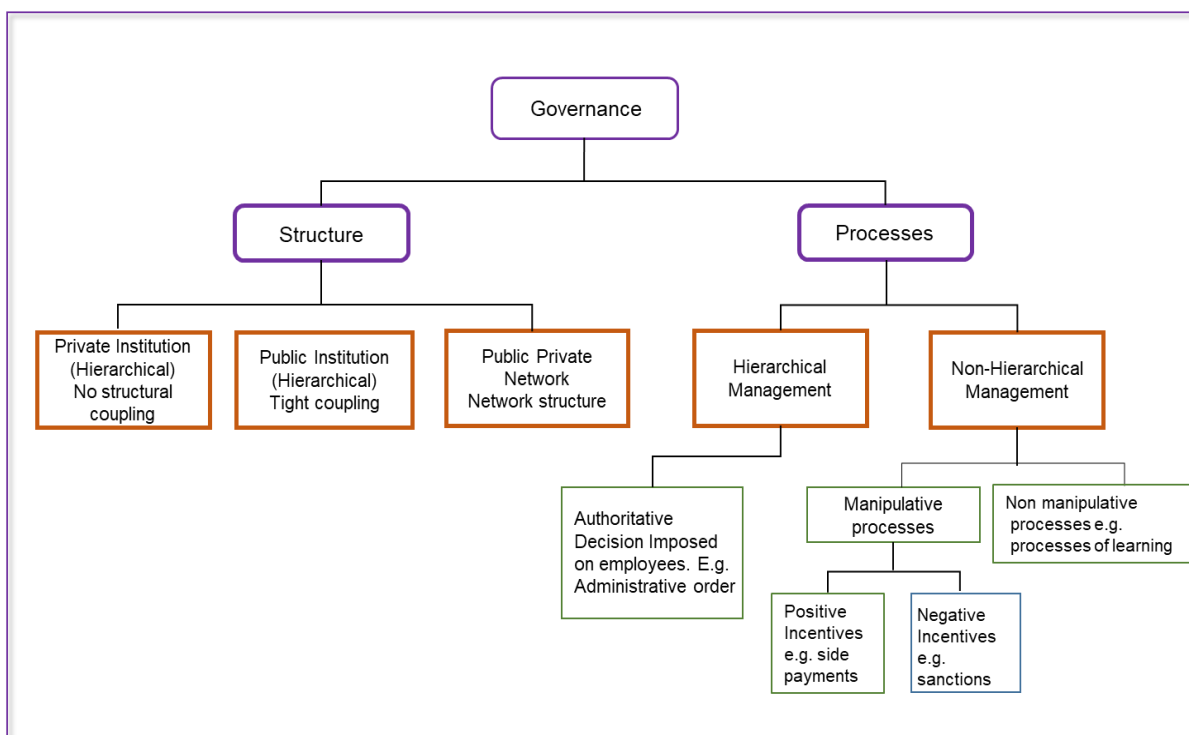 Governance
Structure
Processes
Private Institution
(Hierarchical)
No structural
coupling
Public Institution
(Hierarchical)
Tight coupling
Public Private
Network
Network structure
Hierarchical
Management
Non-Hierarchical
Management
Authoritative
Decision Imposed
on employees. E.g.
Administrative order
Manipulative
processes
Non manipulative
processes e.g.
processes of learning
Positive
Incentives
e.g. side
payments
Negative
Incentives
e.g.
sanctions